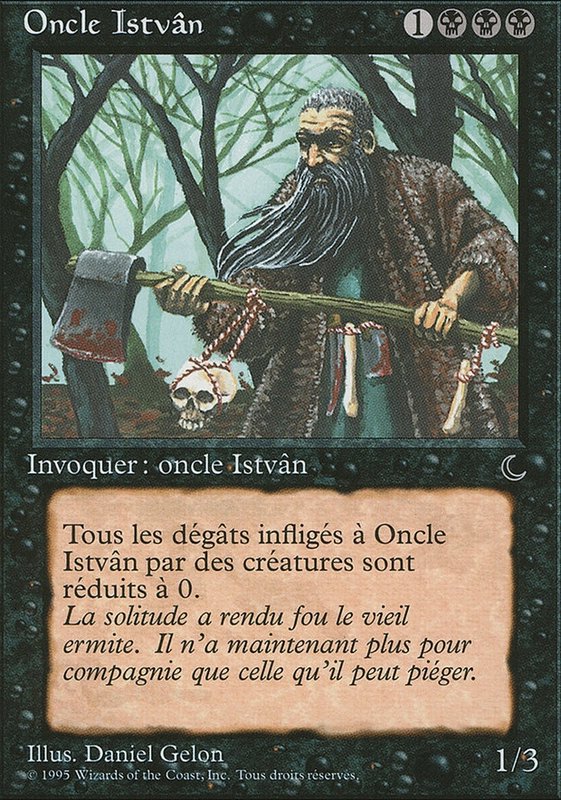 Oncle Istvân 1
Invoquer : oncle Istvân
Tous les dégâts infligés à Oncle
Istvân par des créatures sont
réduits à 0.
La solitude a rendu fou le vieil
ermite. Il n'a maintenant plus pour
compagnie que celle qu'il peut piéger.
Illus. Daniel Gelon
1/3
© 1995 Wizards of the Coast, Inc. Tous droits réservés.